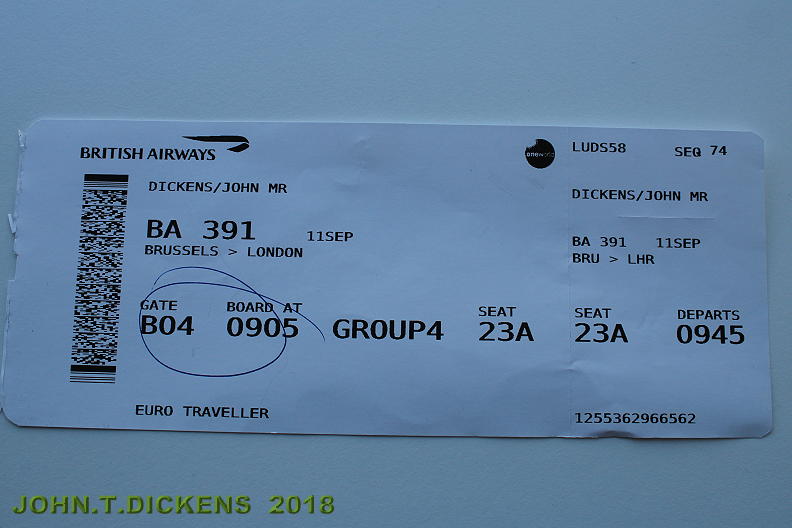 BRITISH AIRWAYS
oneworld
LUDS58 SEQ 74
DICKENS/JOHN MR
DICKENS/JOHN MR
BA 391 11SEP
BRUSSELS > LONDON
BA 391 11SEP
BRU > LHR
GATE BOARD AT SEAT
B04 0905 GROUP4 23A
SEAT DEPARTS
23A 0945
EURO TRAVELLER
1255362966562
JOHN.T.DICKENS 2018